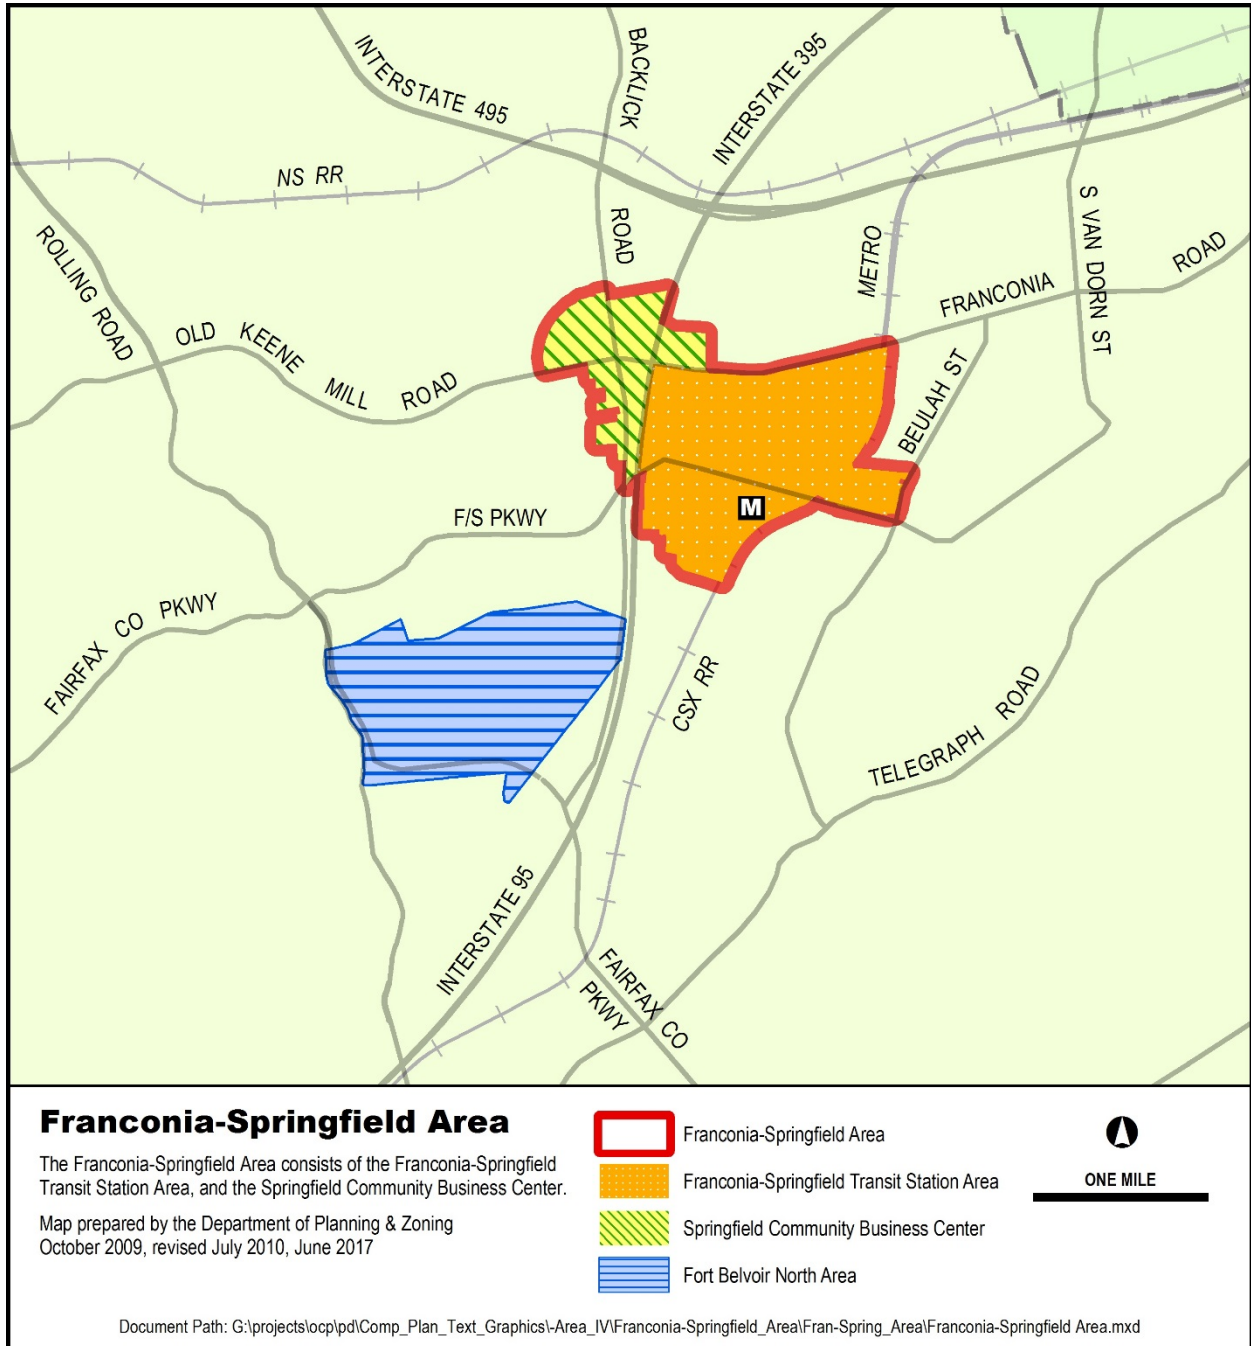 INTERSTATE 495
BACKLICK
ROAD
INTERSTATE 395
NS RR
ROLLING ROAD
OLD KEENE MILL ROAD
METRO
FRANCONIA ROAD
S VAN DORN ST
BEULAH ST
M
F/S PKWY
FAIRFAX CO PKWY
CSX RR
TELEGRAPH ROAD
INTERSTATE 95
FAIRFAX CO
PKWY
Franconia-Springfield Area
The Franconia-Springfield Area consists of the Franconia-Springfield
Transit Station Area, and the Springfield Community Business Center.
Map prepared by the Department of Planning & Zoning
October 2009, revised July 2010, June 2017
Franconia-Springfield Area
Franconia-Springfield Transit Station Area
Springfield Community Business Center
Fort Belvoir North Area
ONE MILE
Document Path: G:\projects\ocp\pd\Comp_Plan_Text_Graphics\-Area_IV\Franconia-Springfield_Area\Fran-Spring_Area\Franconia-Springfield Area.mxd